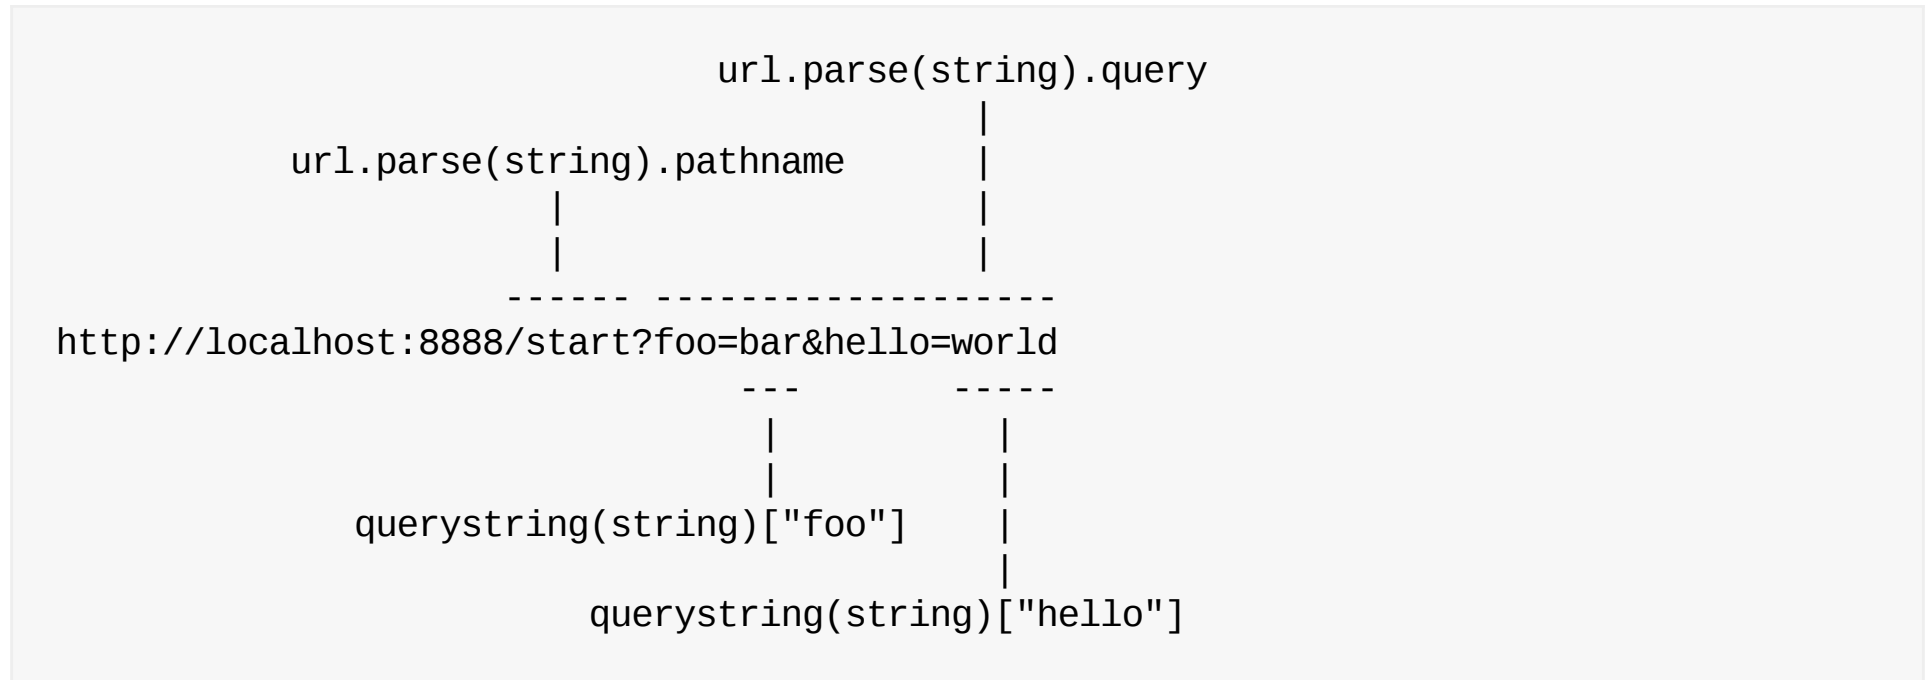 url.parse(string).query
|
url.parse(string).pathname |
| |
| |
------ -------------------
http://localhost:8888/start?foo=bar&hello=world
--- -----
| |
| |
querystring(string)["foo"] |
|
querystring(string)["hello"]